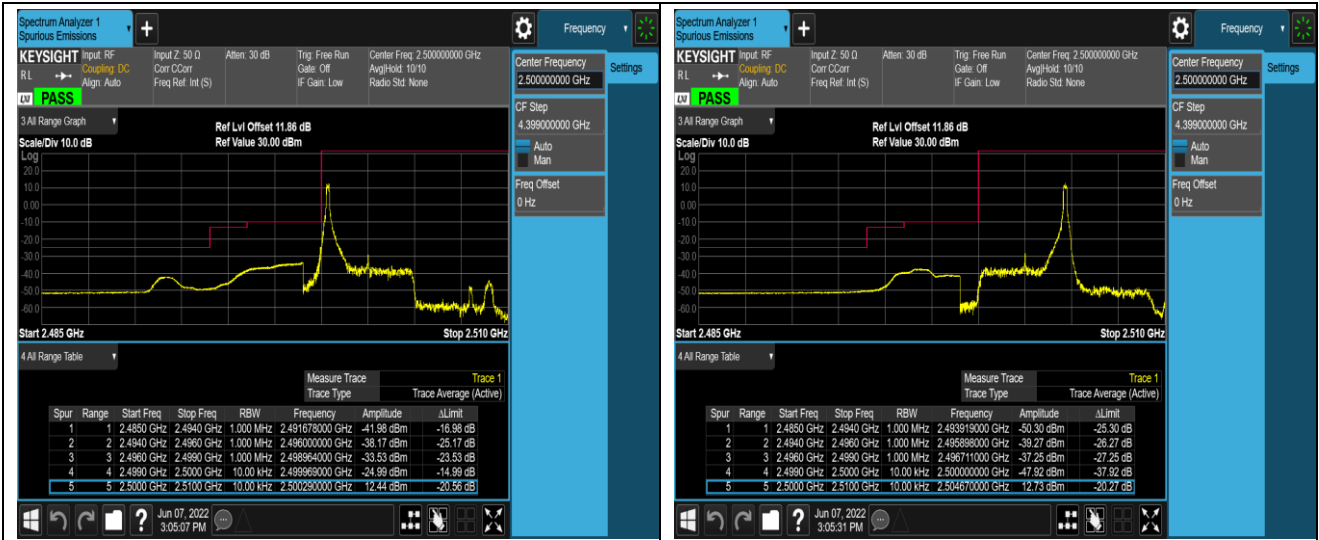 Spectrum Analyzer 1
Spurious Emissions
+
Frequency
KEYSIGHT
RL
Input: RF
Coupling: DC
Align: Auto
Input Z: 50 Ω
Corr CCorr
Freq Ref: Int (S)
Atten: 30 dB
Trig: Free Run
Gate: Off
IF Gain: Low
Center Freq: 2.500000000 GHz
Avg|Hold: 10/10
Radio Std: None
PASS
Center Frequency
2.500000000 GHz
Settings
CF Step
4.399000000 GHz
Auto
Man
Freq Offset
0 Hz
3 All Range Graph
Ref Lvl Offset 11.86 dB
Scale/Div 10.0 dB
Ref Value 30.00 dBm
Log
20.0
10.0
0.00
-10.0
-20.0
-30.0
-40.0
-50.0
-60.0
Start 2.485 GHz
Stop 2.510 GHz
4 All Range Table
Measure Trace Trace 1
Trace Type Trace Average (Active)
Spur Range Start Freq Stop Freq RBW Frequency Amplitude ΔLimit
1 1 2.4850 GHz 2.4940 GHz 1.000 MHz 2.491678000 GHz -41.98 dBm -16.98 dB
2 2 2.4940 GHz 2.4960 GHz 1.000 MHz 2.496000000 GHz -38.17 dBm -25.17 dB
3 3 2.4960 GHz 2.4990 GHz 1.000 MHz 2.498964000 GHz -33.53 dBm -23.53 dB
4 4 2.4990 GHz 2.5000 GHz 10.00 kHz 2.499969000 GHz -24.99 dBm -14.99 dB
5 5 2.5000 GHz 2.5100 GHz 10.00 kHz 2.500290000 GHz 12.44 dBm -20.56 dB
?
Jun 07, 2022
3:05:07 PM
Spectrum Analyzer 1
Spurious Emissions
+
Frequency
KEYSIGHT
RL
Input: RF
Coupling: DC
Align: Auto
Input Z: 50 Ω
Corr CCorr
Freq Ref: Int (S)
Atten: 30 dB
Trig: Free Run
Gate: Off
IF Gain: Low
Center Freq: 2.500000000 GHz
Avg|Hold: 10/10
Radio Std: None
PASS
Center Frequency
2.500000000 GHz
Settings
CF Step
4.399000000 GHz
Auto
Man
Freq Offset
0 Hz
3 All Range Graph
Ref Lvl Offset 11.86 dB
Scale/Div 10.0 dB
Ref Value 30.00 dBm
Log
20.0
10.0
0.00
-10.0
-20.0
-30.0
-40.0
-50.0
-60.0
Start 2.485 GHz
Stop 2.510 GHz
4 All Range Table
Measure Trace Trace 1
Trace Type Trace Average (Active)
Spur Range Start Freq Stop Freq RBW Frequency Amplitude ΔLimit
1 1 2.4850 GHz 2.4940 GHz 1.000 MHz 2.493919000 GHz -50.30 dBm -25.30 dB
2 2 2.4940 GHz 2.4960 GHz 1.000 MHz 2.495898000 GHz -39.27 dBm -26.27 dB
3 3 2.4960 GHz 2.4990 GHz 1.000 MHz 2.496711000 GHz -37.25 dBm -27.25 dB
4 4 2.4990 GHz 2.5000 GHz 10.00 kHz 2.500000000 GHz -47.92 dBm -37.92 dB
5 5 2.5000 GHz 2.5100 GHz 10.00 kHz 2.504670000 GHz 12.73 dBm -20.27 dB
?
Jun 07, 2022
3:05:31 PM